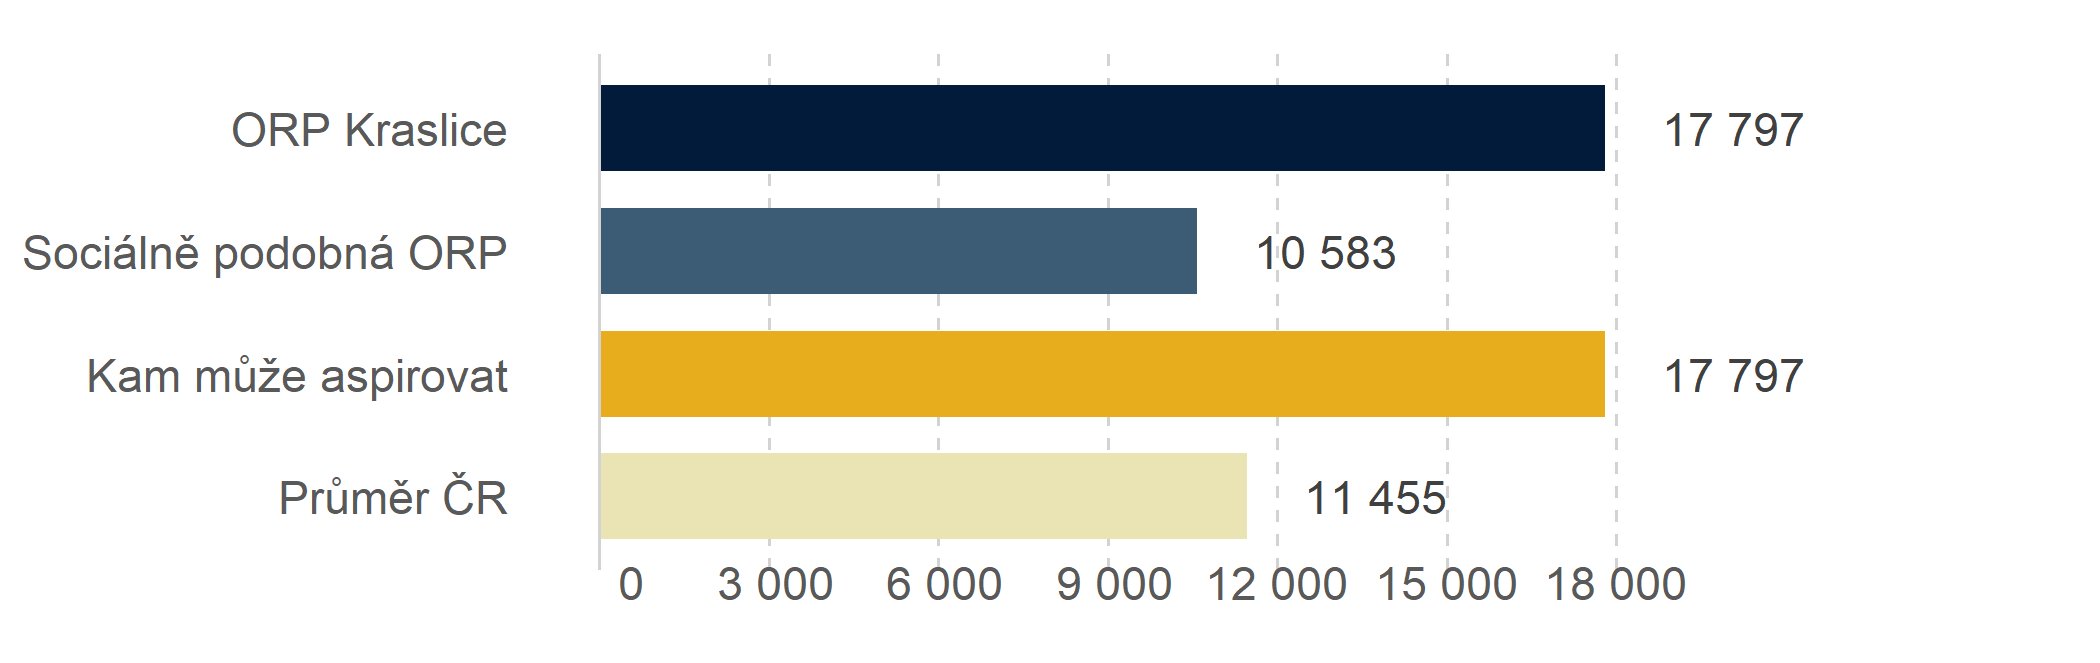 ORP Kraslice 17 797
Sociálně podobná ORP 10 583
Kam může aspirovat 17 797
Průměr ČR 11 455
0 3 000 6 000 9 000 12 000 15 000 18 000